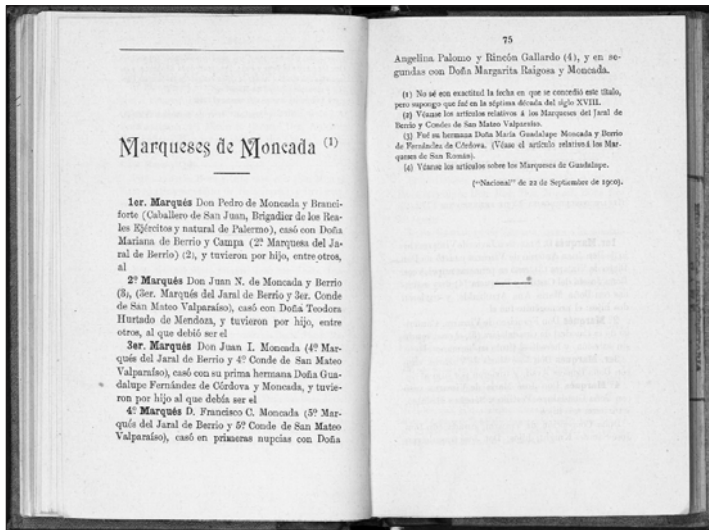 Marqueses de Moncada (1)
1er. Marqués Don Pedro de Moncada y Branci-
forte (Caballero de San Juan, Brigadier de los Rea-
les Ejércitos y natural de Palermo), casó con Doña
Mariana de Berrio y Campa (2ª Marquesa del Ja-
ral de Berrio) (2), y tuvieron por hijo, entre otros,
al
2º Marqués Don Juan N. de Moncada y Berrio
(3), (3er. Marqués del Jaral de Berrio y 3er. Conde
de San Mateo Valparaíso), casó con Doña Teodora
Hurtado de Mendoza, y tuvieron por hijo, entre
otros, al que debió ser el
3er. Marqués Don Juan I. Moncada (4º Mar-
qués del Jaral de Berrio y 4º Conde de San Mateo
Valparaíso), casó con su prima hermana Doña Gua-
dalupe Fernández de Córdova y Moncada, y tuvie-
ron por hijo al que debía ser el
4º Marqués D. Francisco C. Moncada (5º Mar-
qués del Jaral de Berrio y 5º Conde de San Mateo
Valparaíso), casó en primeras nupcias con Doña
75
Angelina Palomo y Rincón Gallardo (4), y en se-
gundas con Doña Margarita Raigosa y Moncada.
(1) No sé con exactitud la fecha en que se concedió este título,
pero supongo que fué en la séptima década del siglo XVIII.
(2) Véanse los artículos relativos á los Marqueses del Jaral de
Berrio y Condes de San Mateo Valparaíso.
(3) Fué su hermana Doña María Guadalupe Moncada y Berrio
de Fernández de Córdova. (Véase el artículo relativo á los Mar-
queses de San Román).
(4) Véanse los artículos sobre los Marqueses de Guadalupe.
("Nacional" de 22 de Septiembre de 1900).